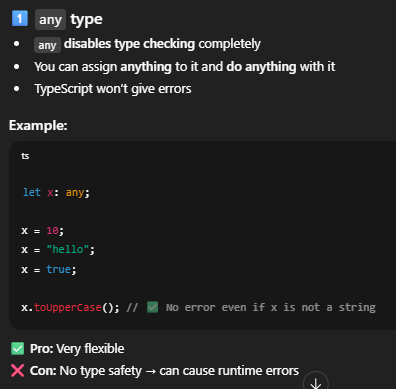 1 any type
• any disables type checking completely
• You can assign anything to it and do anything with it
• TypeScript won't give errors
Example:
ts
let x: any;
x = 10;
x = "hello";
x = true;
x.toUpperCase(); // ✅ No error even if x is not a string
✅ Pro: Very flexible
❌ Con: No type safety → can cause runtime errors